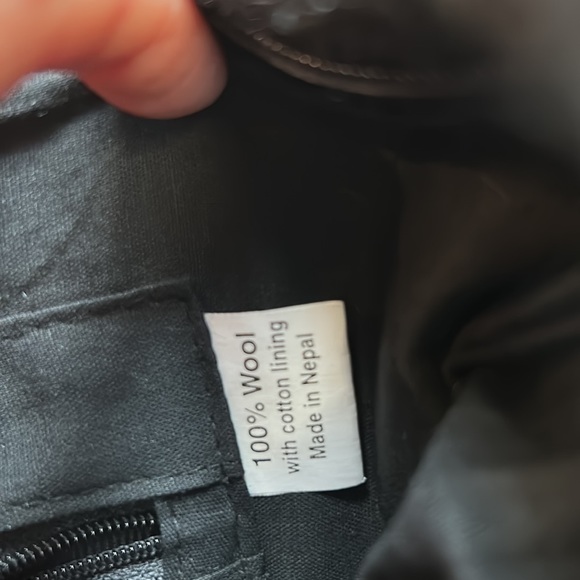 100% Wool
with cotton lining
Made in Nepal